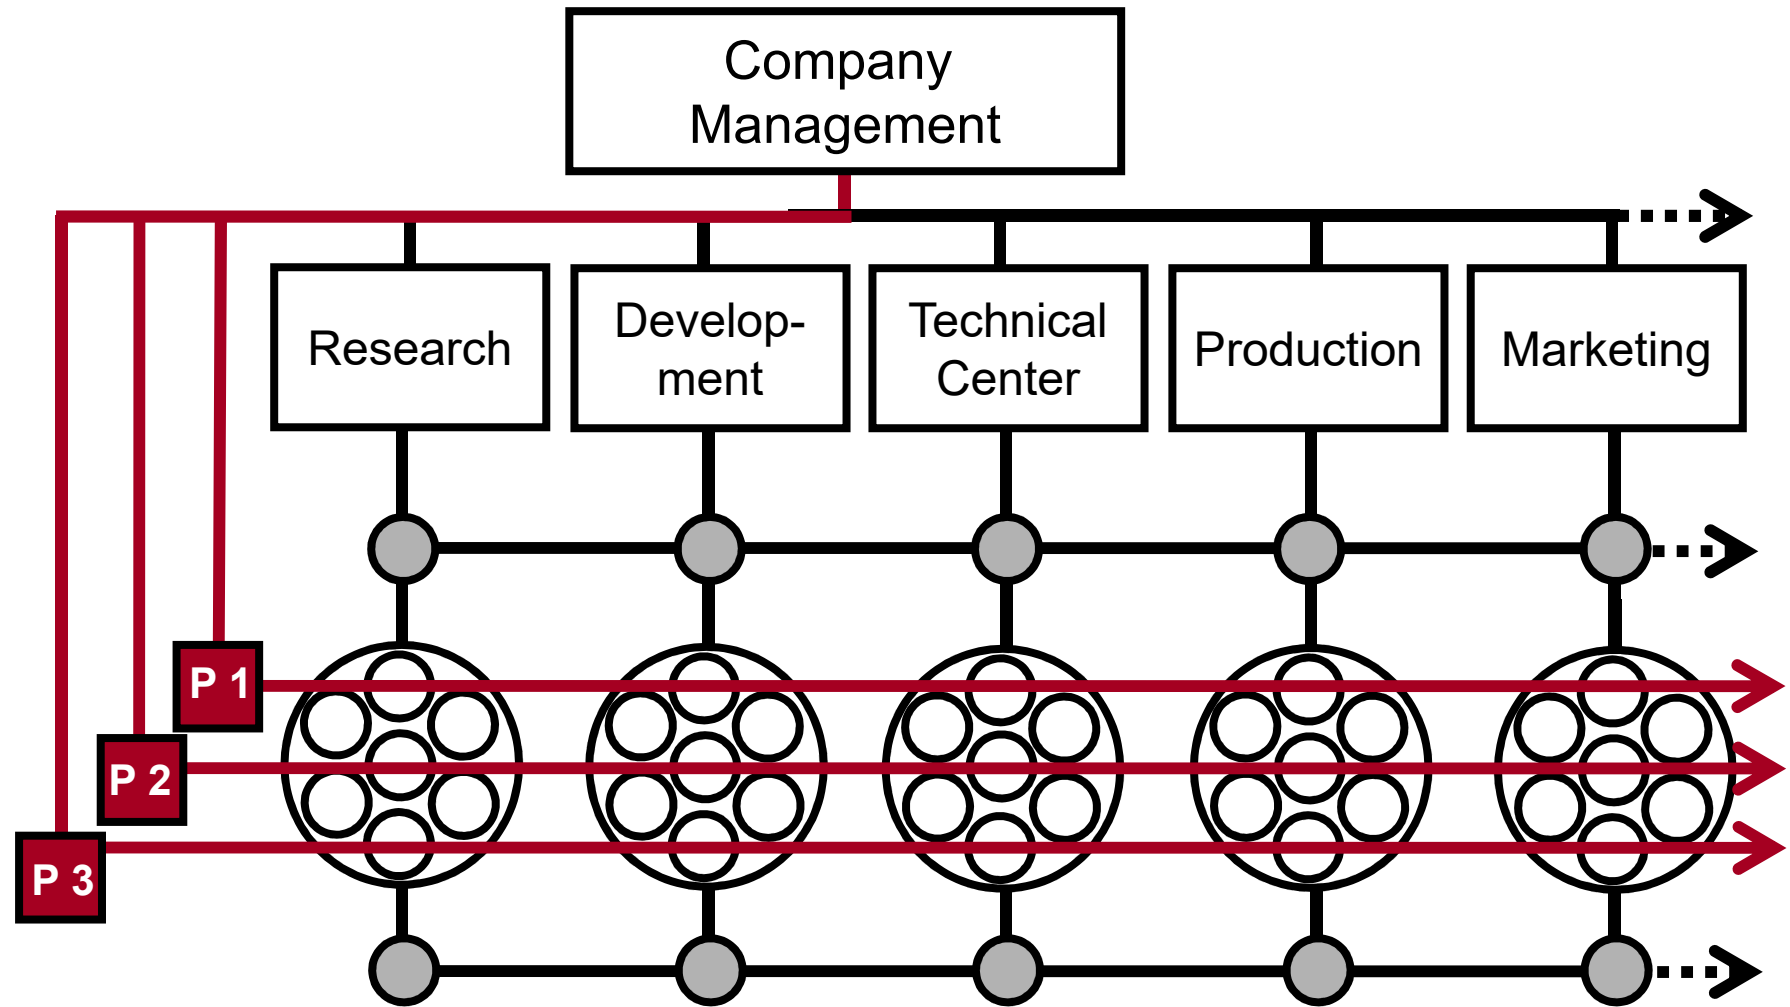 Company
Management
Research
Develop-
ment
Technical
Center
Production
Marketing
P 1
P 2
P 3